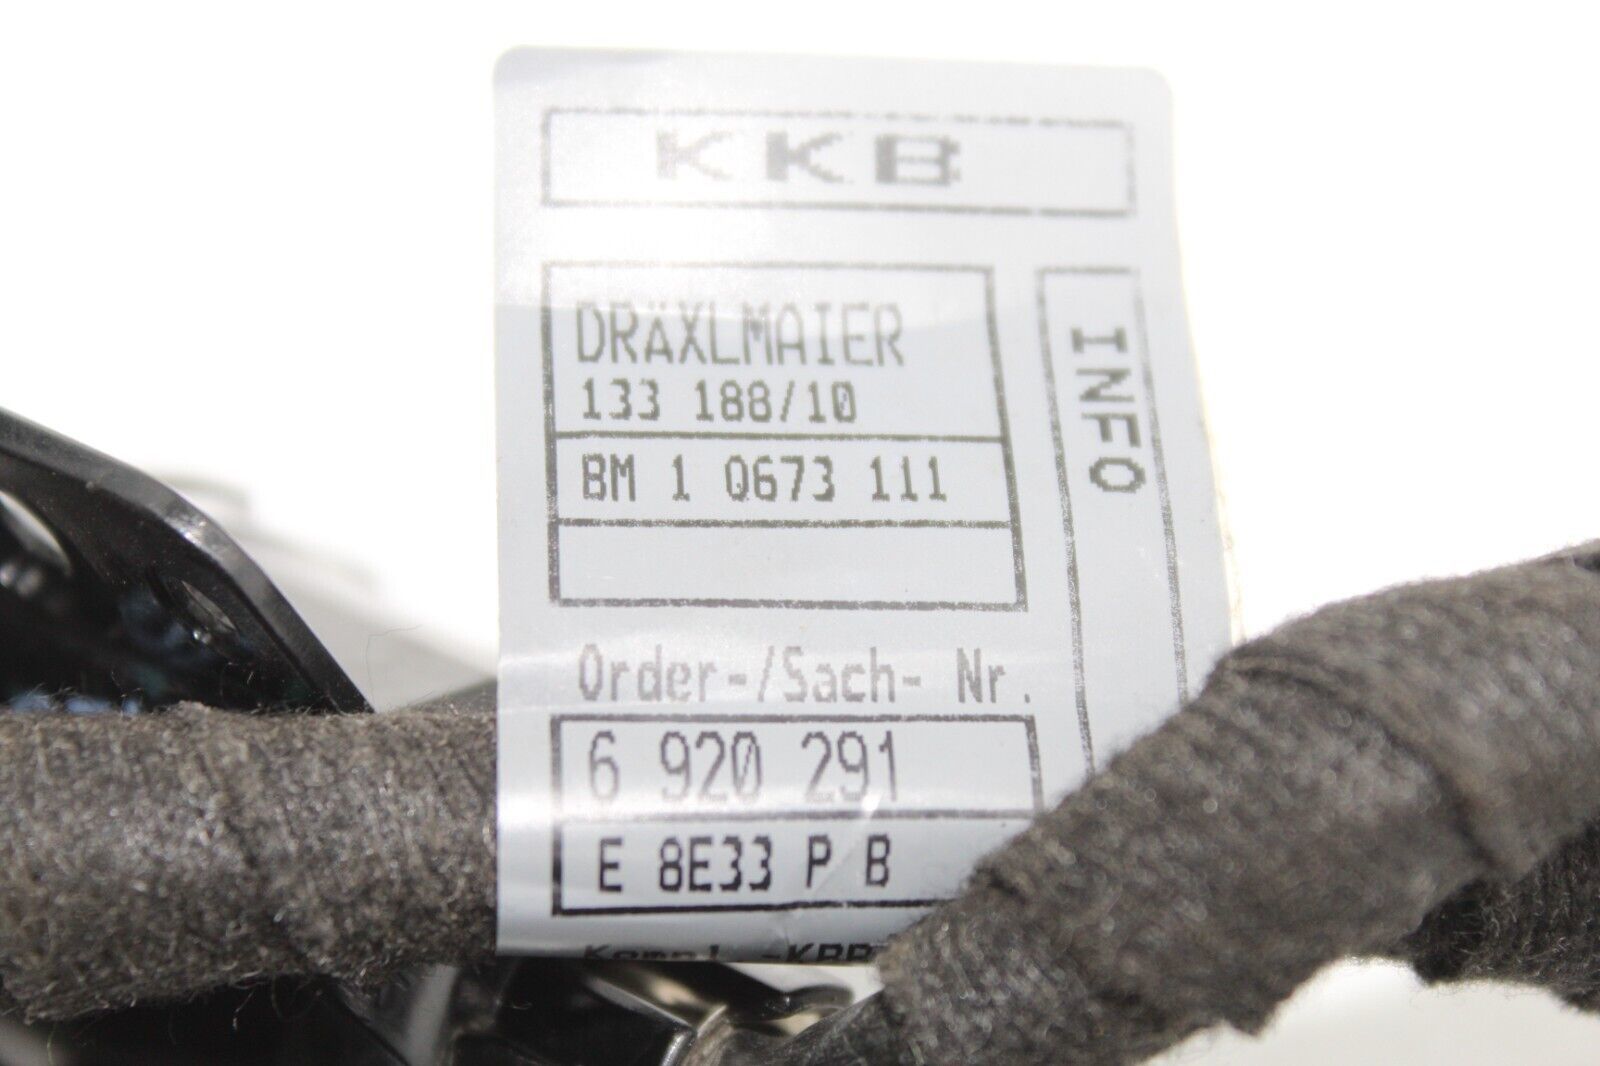 KKB
DRÄXLMAIER
133 188/10
BM 1 0673 111
INFO
Order-/Sach- Nr.
6 920 291
E 8E33 P B